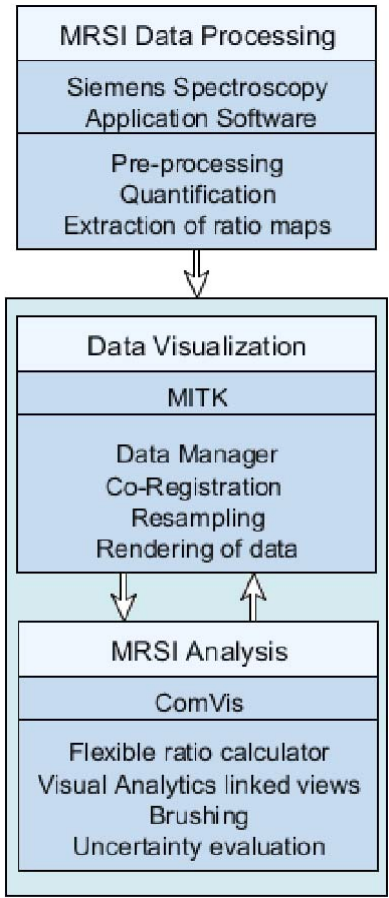 MRSI Data Processing
Siemens Spectroscopy
Application Software
Pre-processing
Quantification
Extraction of ratio maps
Data Visualization
MITK
Data Manager
Co-Registration
Resampling
Rendering of data
MRSI Analysis
ComVis
Flexible ratio calculator
Visual Analytics linked views
Brushing
Uncertainty evaluation